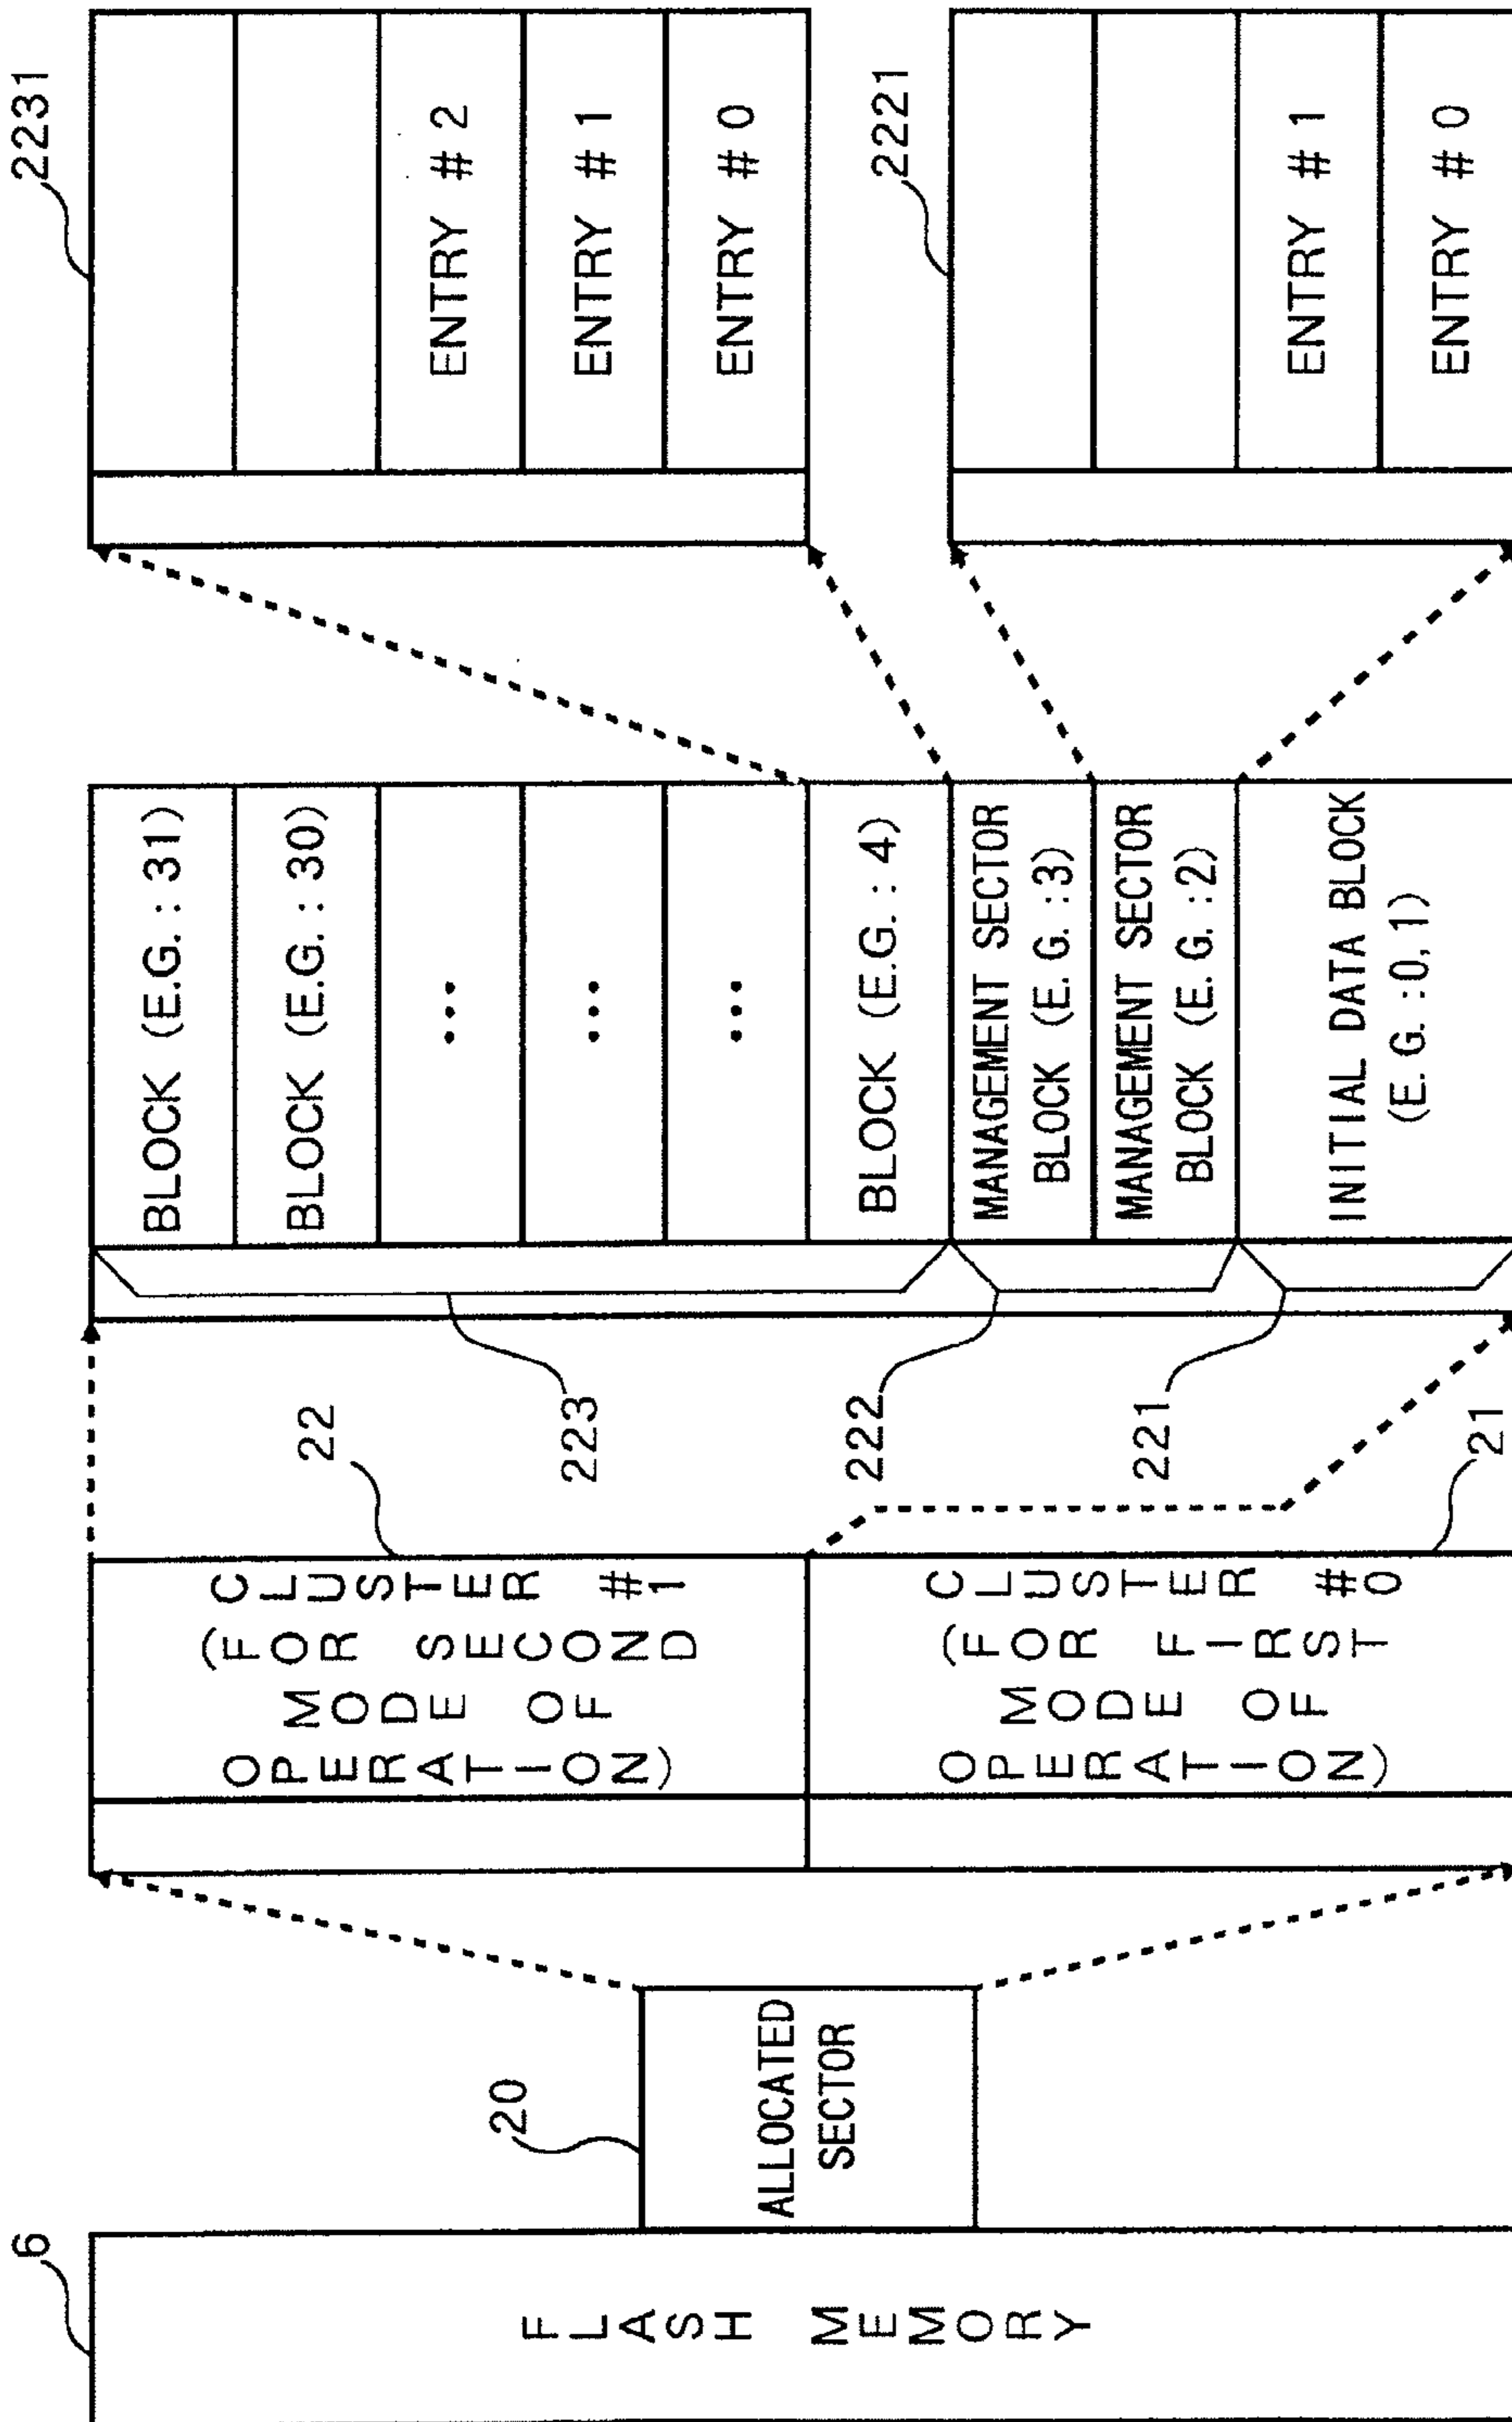 6
FLASH MEMORY
20
ALLOCATED
SECTOR
22
CLUSTER #1
(FOR SECOND
MODE OF
OPERATION)
CLUSTER #0
(FOR FIRST
MODE OF
OPERATION)
21
223
222
221
BLOCK (E.G. : 31)
BLOCK (E.G. : 30)
...
...
...
BLOCK (E.G. : 4)
MANAGEMENT SECTOR
BLOCK (E. G. :3)
MANAGEMENT SECTOR
BLOCK (E. G. :2)
INITIAL DATA BLOCK
(E. G. :0, 1)
2231
ENTRY # 2
ENTRY # 1
ENTRY # 0
2221
ENTRY # 1
ENTRY # 0